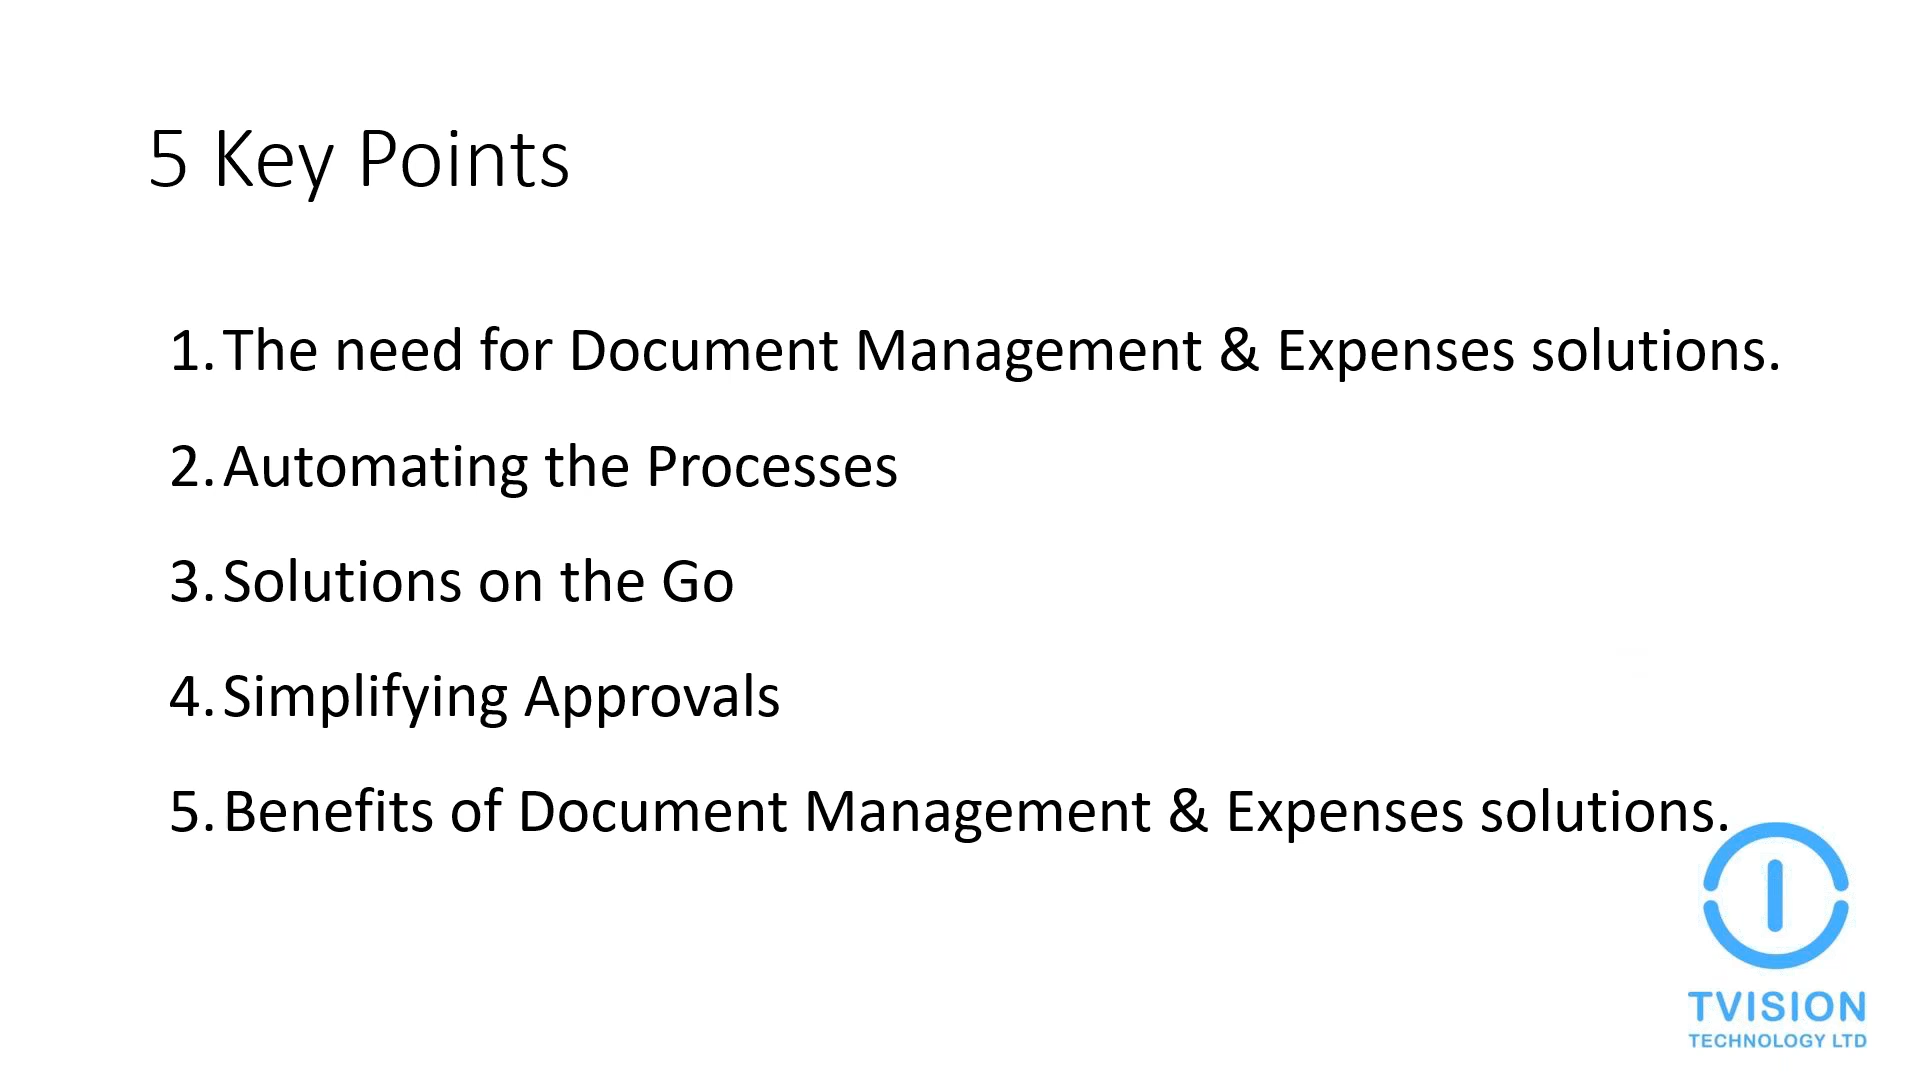 5 Key Points
1. The need for Document Management & Expenses solutions.
2. Automating the Processes
3. Solutions on the Go
4. Simplifying Approvals
5. Benefits of Document Management & Expenses solutions.
TVISION
TECHNOLOGY LTD